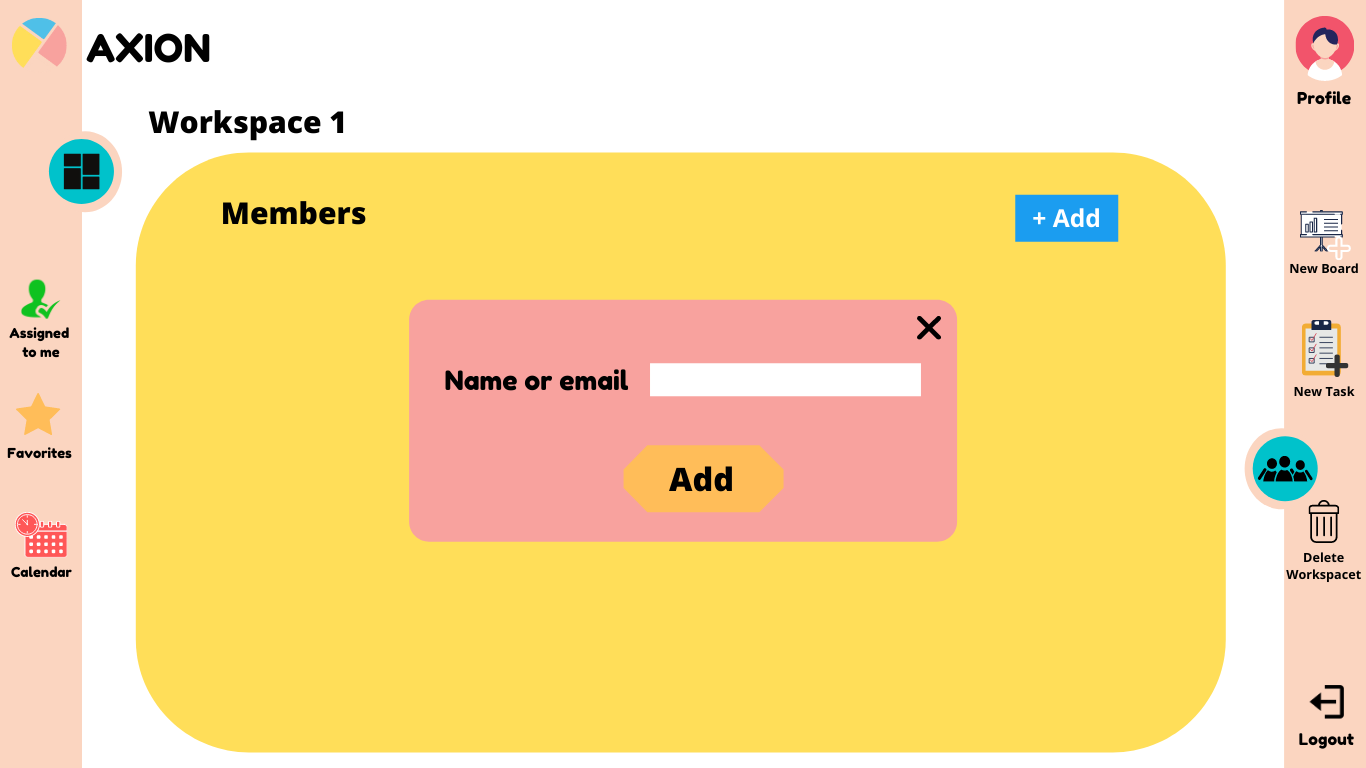 AXION
Profile
Workspace 1
Members
+ Add
New Board
Assigned
to me
Name or email
New Task
Favorites
Add
Delete
Workspacet
Calendar
Logout